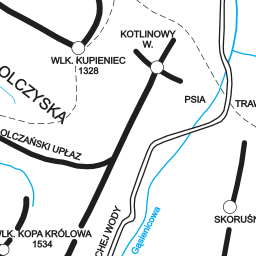 KOTLINOWY
W.
WLK. KUPIENIEC
1328
OLCZYSKA
PSIA
TRAW
OLCZAŃSKI UPŁAZ
SKORUŚN
WLK. KOPA KRÓLOWA
1534
CHEJ WODY
Gąsienicowa